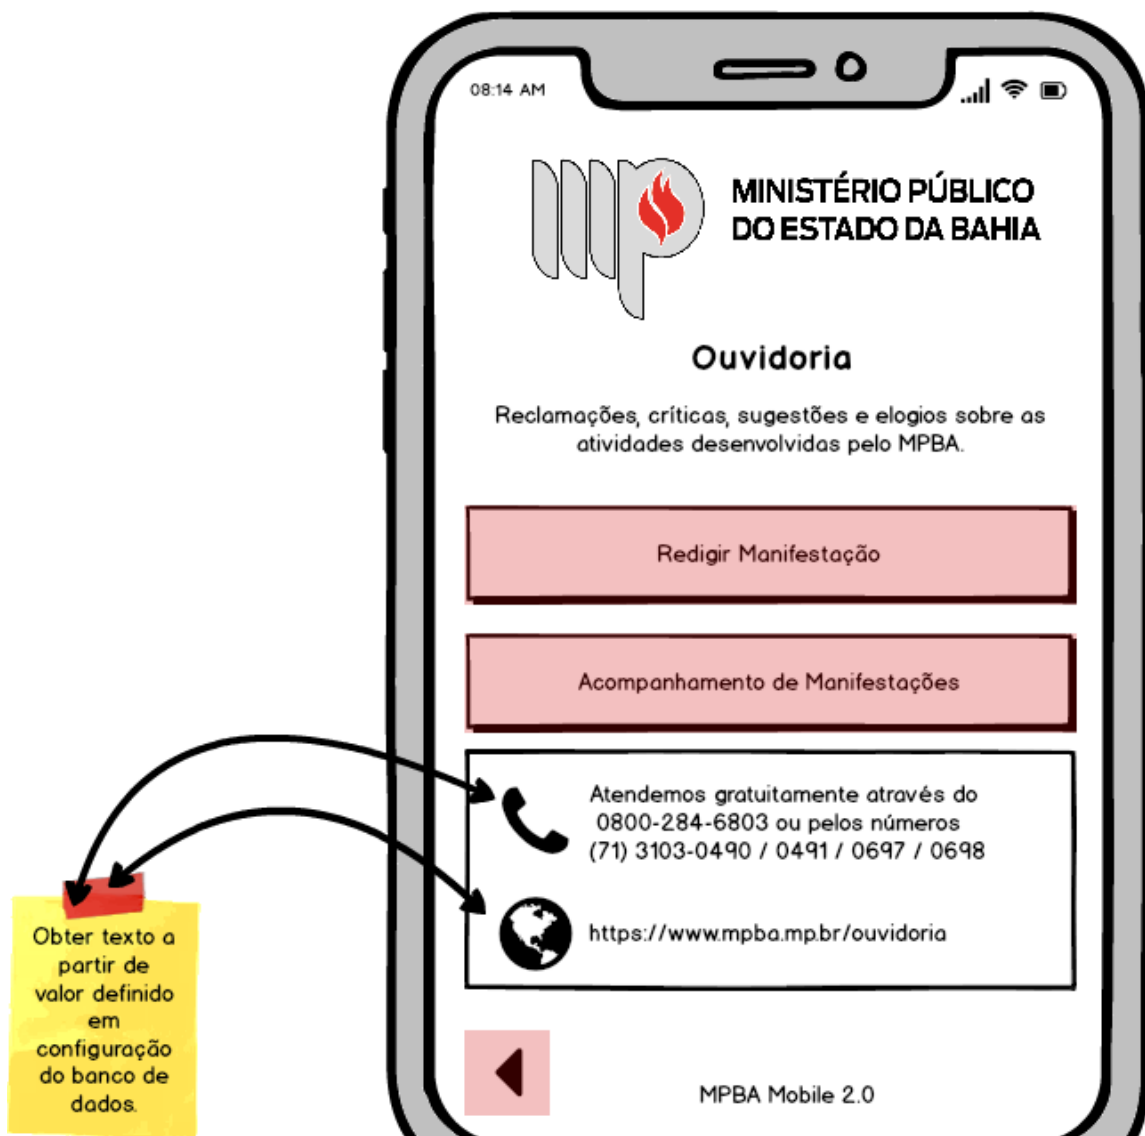 08:14 AM
mp
MINISTÉRIO PÚBLICO
DO ESTADO DA BAHIA
Ouvidoria
Reclamações, críticas, sugestões e elogios sobre as
atividades desenvolvidas pelo MPBA.
Redigir Manifestação
Acompanhamento de Manifestações
Atendemos gratuitamente através do
0800-284-6803 ou pelos números
(71) 3103-0490 / 0491 / 0697 / 0698
https://www.mpba.mp.br/ouvidoria
Obter texto a
partir de
valor definido
em
configuração
do banco de
dados.
MPBA Mobile 2.0